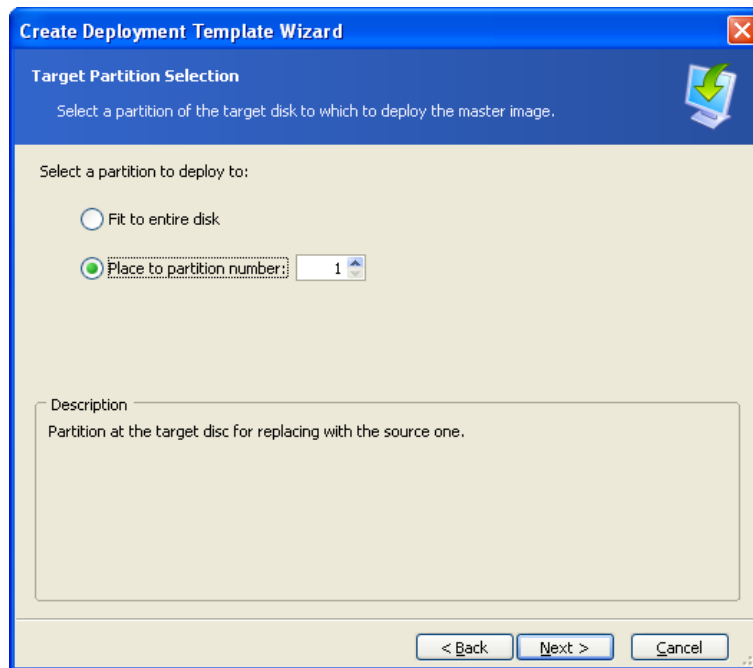 Create Deployment Template Wizard
Target Partition Selection
Select a partition of the target disk to which to deploy the master image.
Select a partition to deploy to:
Fit to entire disk
Place to partition number: 1
Description
Partition at the target disc for replacing with the source one.
< Back Next > Cancel